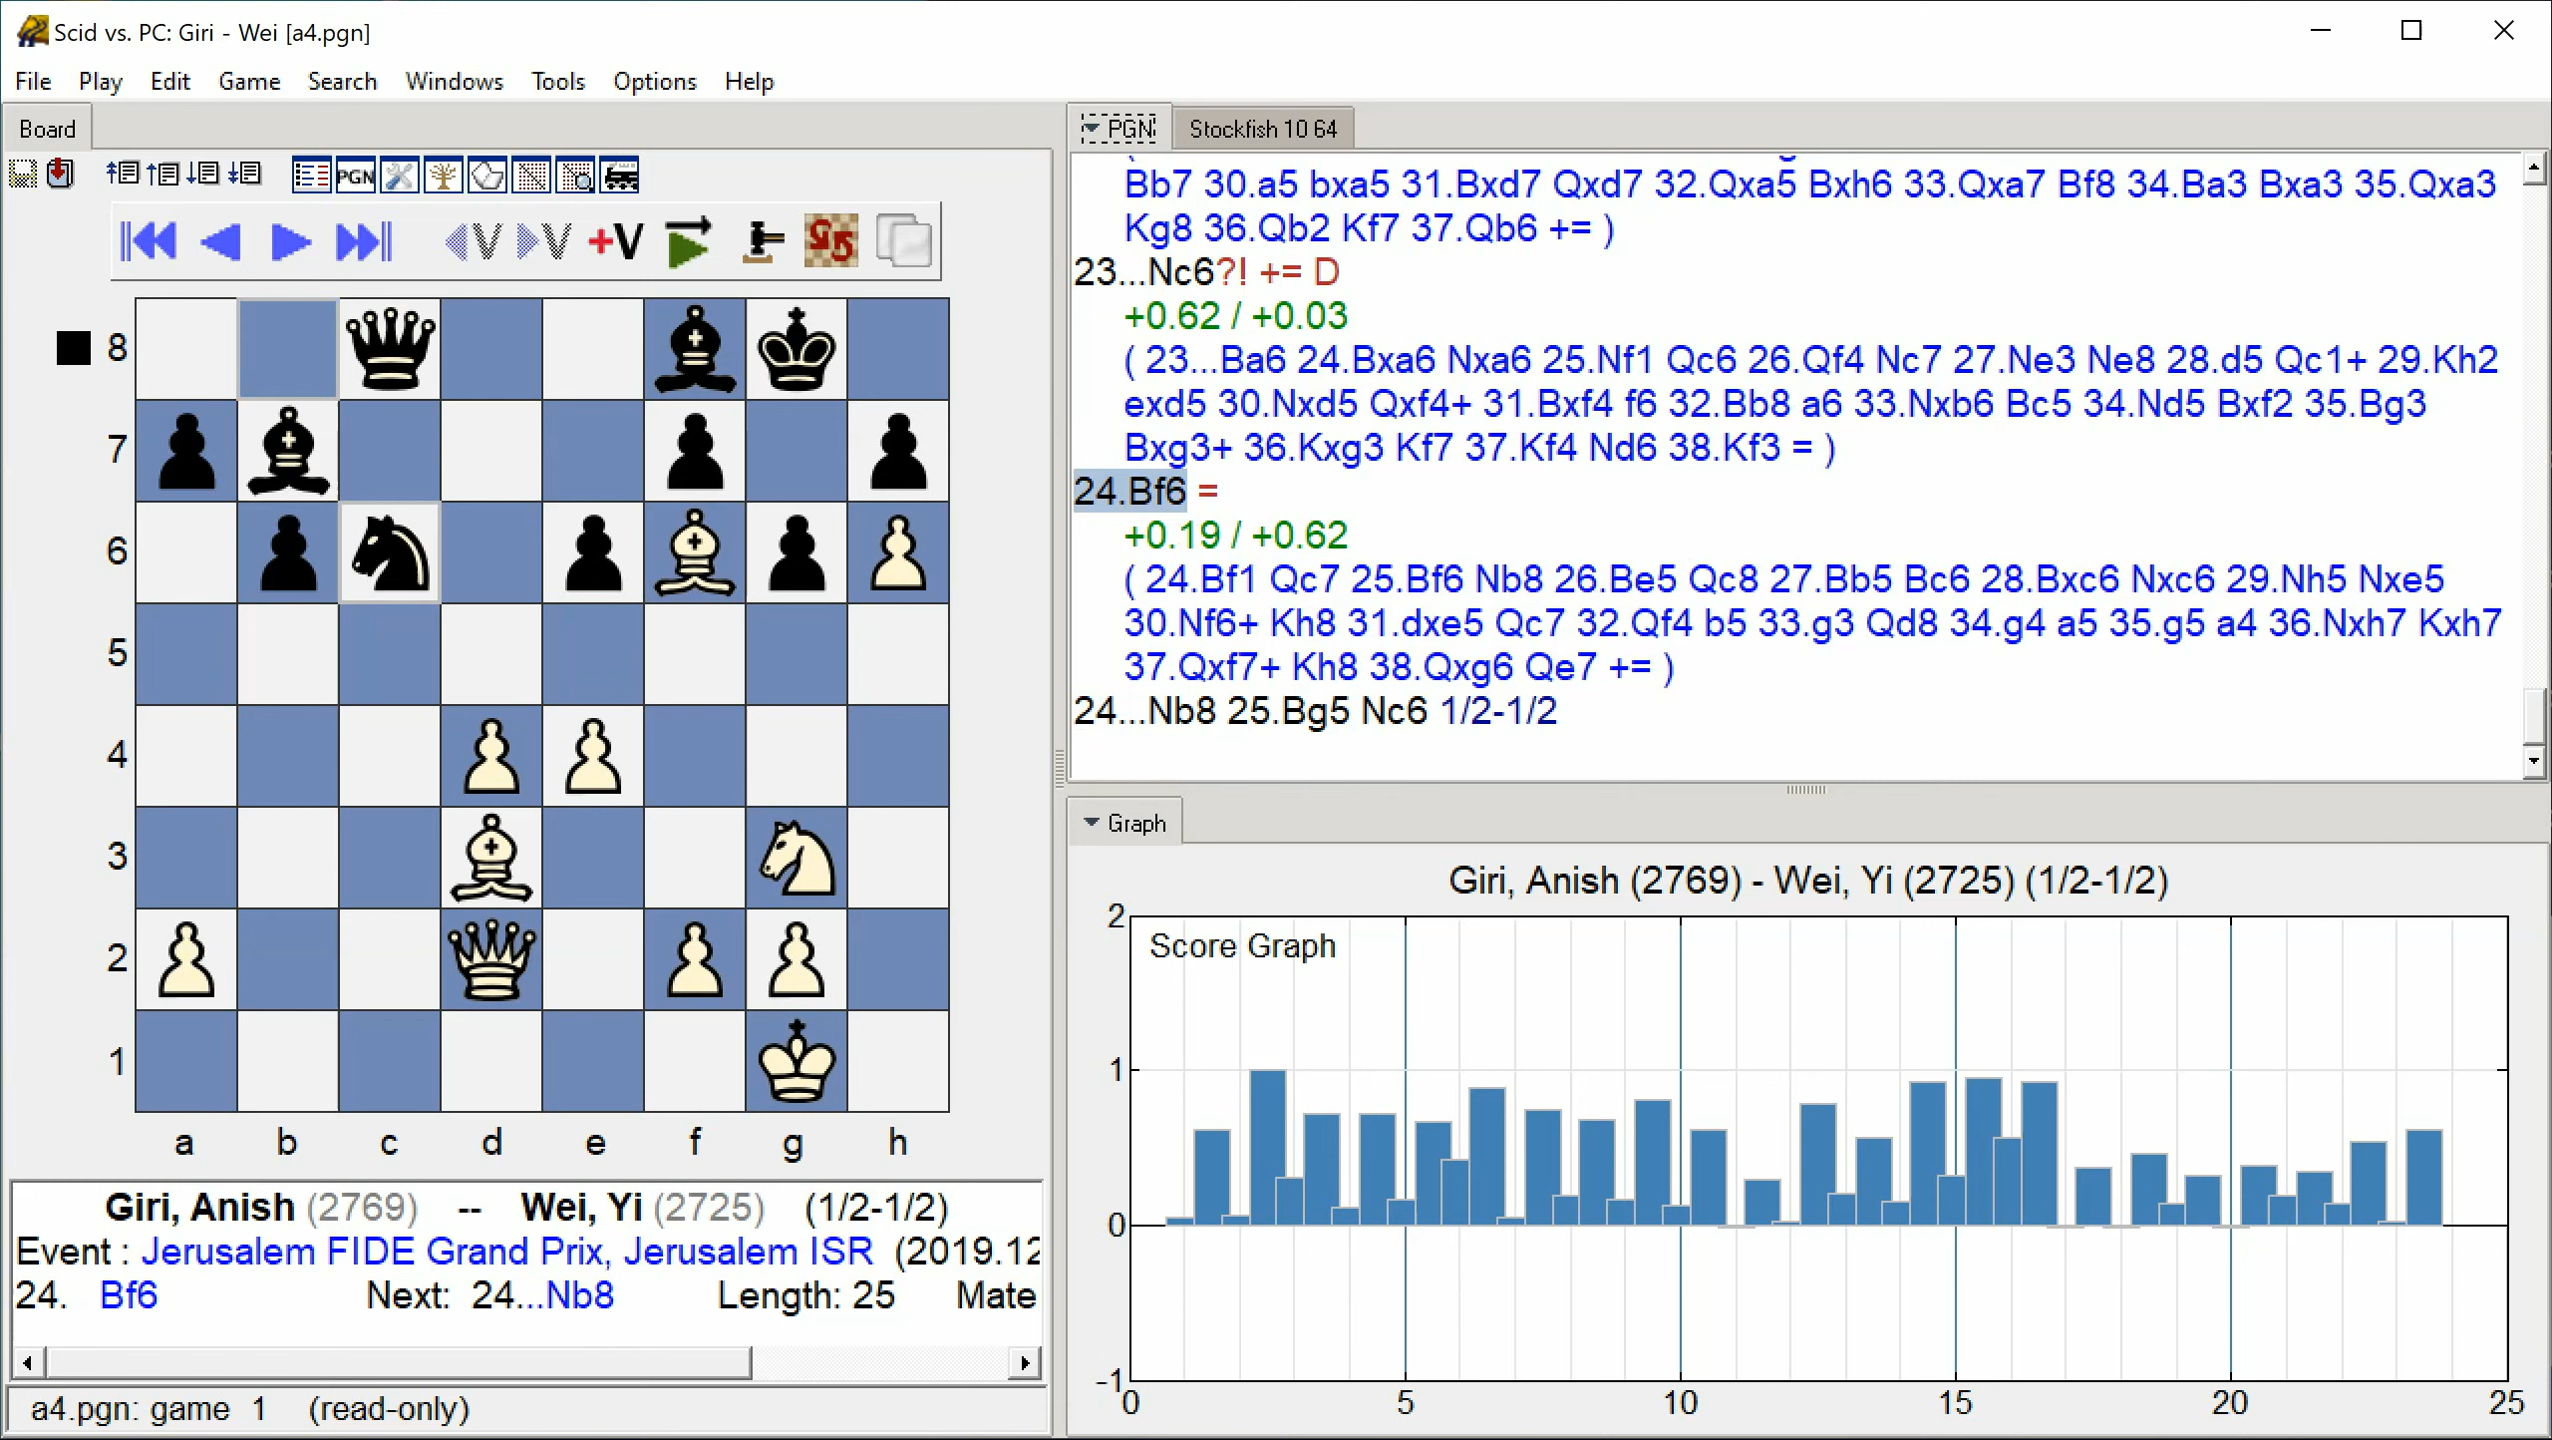 Scid vs. PC: Giri - Wei [a4.pgn]
File Play Edit Game Search Windows Tools Options Help
Board
PGN
V V +V
8
7
6
5
4
3
2
1
a b c d e f g h
Giri, Anish (2769) -- Wei, Yi (2725) (1/2-1/2)
Event : Jerusalem FIDE Grand Prix, Jerusalem ISR (2019.12
24. Bf6 Next: 24...Nb8 Length: 25 Mate
a4.pgn: game 1 (read-only)
PGN Stockfish 10 64
Bb7 30.a5 bxa5 31.Bxd7 Qxd7 32.Qxa5 Bxh6 33.Qxa7 Bf8 34.Ba3 Bxa3 35.Qxa3
Kg8 36.Qb2 Kf7 37.Qb6 += )
23...Nc6?! += D
+0.62 / +0.03
( 23...Ba6 24.Bxa6 Nxa6 25.Nf1 Qc6 26.Qf4 Nc7 27.Ne3 Ne8 28.d5 Qc1+ 29.Kh2
exd5 30.Nxd5 Qxf4+ 31.Bxf4 f6 32.Bb8 a6 33.Nxb6 Bc5 34.Nd5 Bxf2 35.Bg3
Bxg3+ 36.Kxg3 Kf7 37.Kf4 Nd6 38.Kf3 = )
24.Bf6 =
+0.19 / +0.62
( 24.Bf1 Qc7 25.Bf6 Nb8 26.Be5 Qc8 27.Bb5 Bc6 28.Bxc6 Nxc6 29.Nh5 Nxe5
30.Nf6+ Kh8 31.dxe5 Qc7 32.Qf4 b5 33.g3 Qd8 34.g4 a5 35.g5 a4 36.Nxh7 Kxh7
37.Qxf7+ Kh8 38.Qxg6 Qe7 += )
24...Nb8 25.Bg5 Nc6 1/2-1/2
Graph
Giri, Anish (2769) - Wei, Yi (2725) (1/2-1/2)
Score Graph
2
1
0
-1
0 5 10 15 20 25